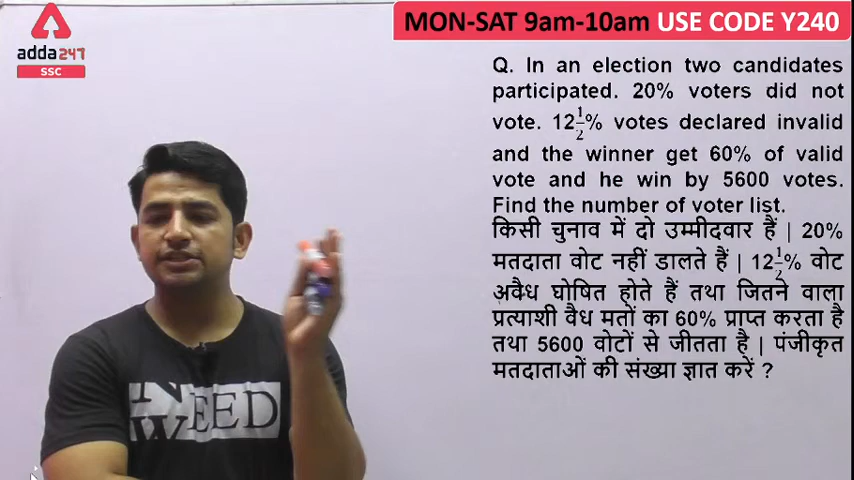 MON-SAT 9am-10am USE CODE Y240
adda247
SSC
Q. In an election two candidates
participated. 20% voters did not
vote. 12½% votes declared invalid
and the winner get 60% of valid
vote and he win by 5600 votes.
Find the number of voter list.
किसी चुनाव में दो उम्मीदवार हैं | 20%
मतदाता वोट नहीं डालते हैं | 12½% वोट
अवैध घोषित होते हैं तथा जितने वाला
प्रत्याशी वैध मतों का 60% प्राप्त करता है
तथा 5600 वोटों से जीतता है | पंजीकृत
मतदाताओं की संख्या ज्ञात करें ?
IN NEED